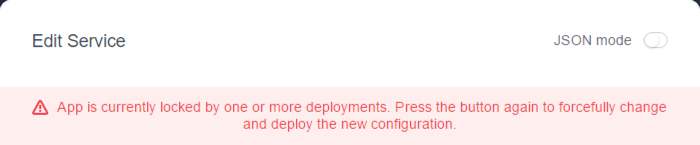 Edit Service
JSON mode
App is currently locked by one or more deployments. Press the button again to forcefully change
and deploy the new configuration.